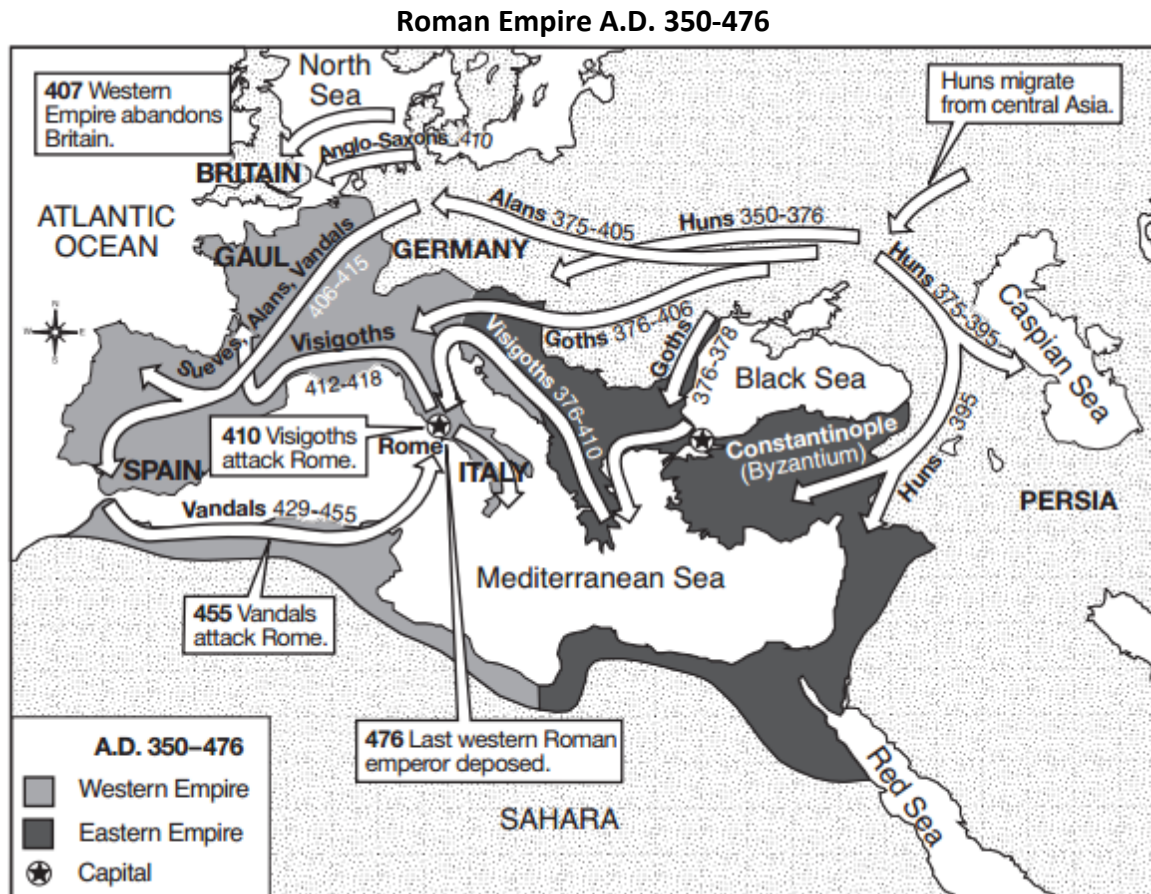 Roman Empire A.D. 350-476
407 Western
Empire abandons
Britain.
North
Sea
Huns migrate
from central Asia.
Anglo-Saxons 410
BRITAIN
ATLANTIC
OCEAN
GAUL
GERMANY
Alans 375-405
Huns 350-376
Huns 375-395
Caspian Sea
Sueves, Alans, Vandals
406-415
Goths 376-406
Goths
376-378
Visigoths
412-418
Visigoths 376-410
Black Sea
N
W
E
S
410 Visigoths
attack Rome.
Rome
ITALY
Constantinople
(Byzantium)
Huns 395
PERSIA
SPAIN
Vandals 429-455
455 Vandals
attack Rome.
Mediterranean Sea
476 Last western Roman
emperor deposed.
SAHARA
Red Sea
A.D. 350–476
Western Empire
Eastern Empire
Capital